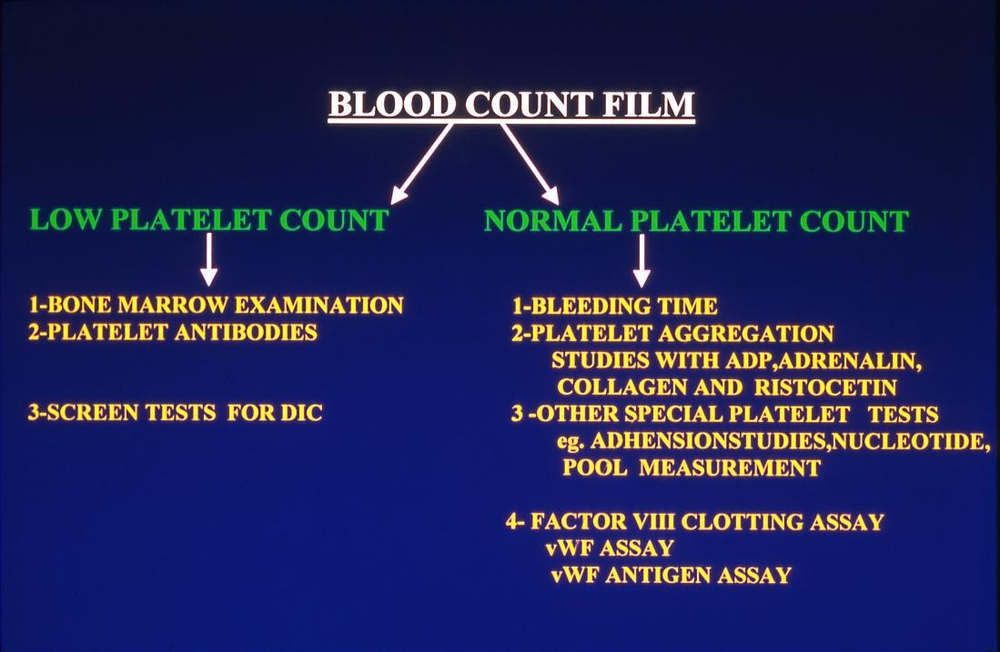 BLOOD COUNT FILM
LOW PLATELET COUNT
1-BONE MARROW EXAMINATION
2-PLATELET ANTIBODIES
3-SCREEN TESTS FOR DIC
NORMAL PLATELET COUNT
1-BLEEDING TIME
2-PLATELET AGGREGATION
STUDIES WITH ADP,ADRENALIN,
COLLAGEN AND RISTOCETIN
3 -OTHER SPECIAL PLATELET TESTS
eg. ADHENSIONSTUDIES,NUCLEOTIDE,
POOL MEASUREMENT
4- FACTOR VIII CLOTTING ASSAY
vWF ASSAY
vWF ANTIGEN ASSAY